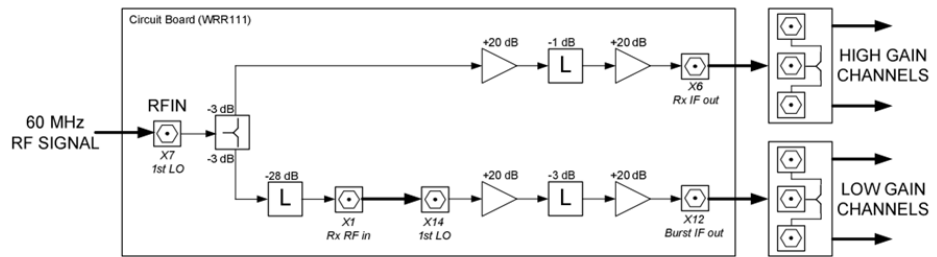 Circuit Board (WRR111)
+20 dB
-1 dB
+20 dB
L
X6
Rx IF out
HIGH GAIN
CHANNELS
60 MHz
RF SIGNAL
RFIN
X7
1st LO
-3 dB
-3 dB
-28 dB
L
X1
Rx RF in
X14
1st LO
+20 dB
-3 dB
L
+20 dB
X12
Burst IF out
LOW GAIN
CHANNELS